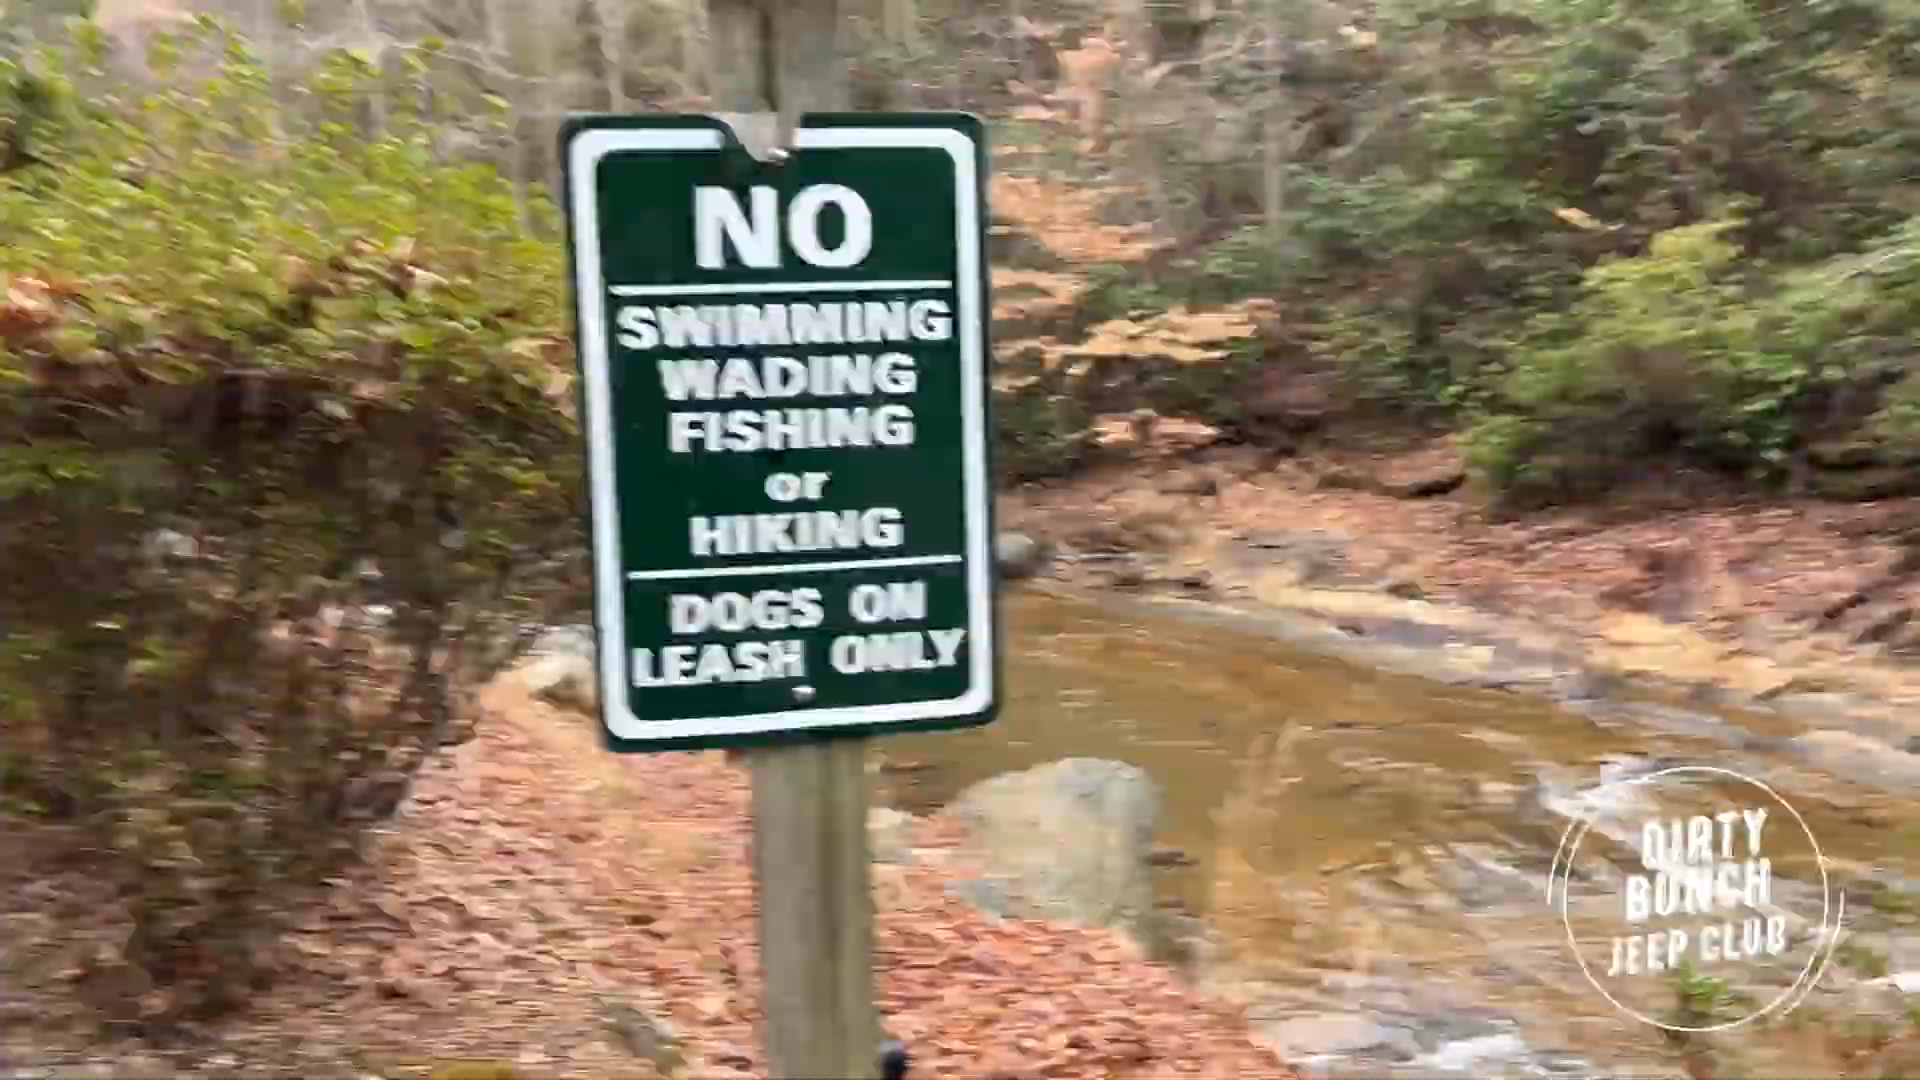 NO
SWIMMING
WADING
FISHING
or
HIKING
DOGS ON
LEASH ONLY
DIRTY
BUNCH
JEEP CLUB